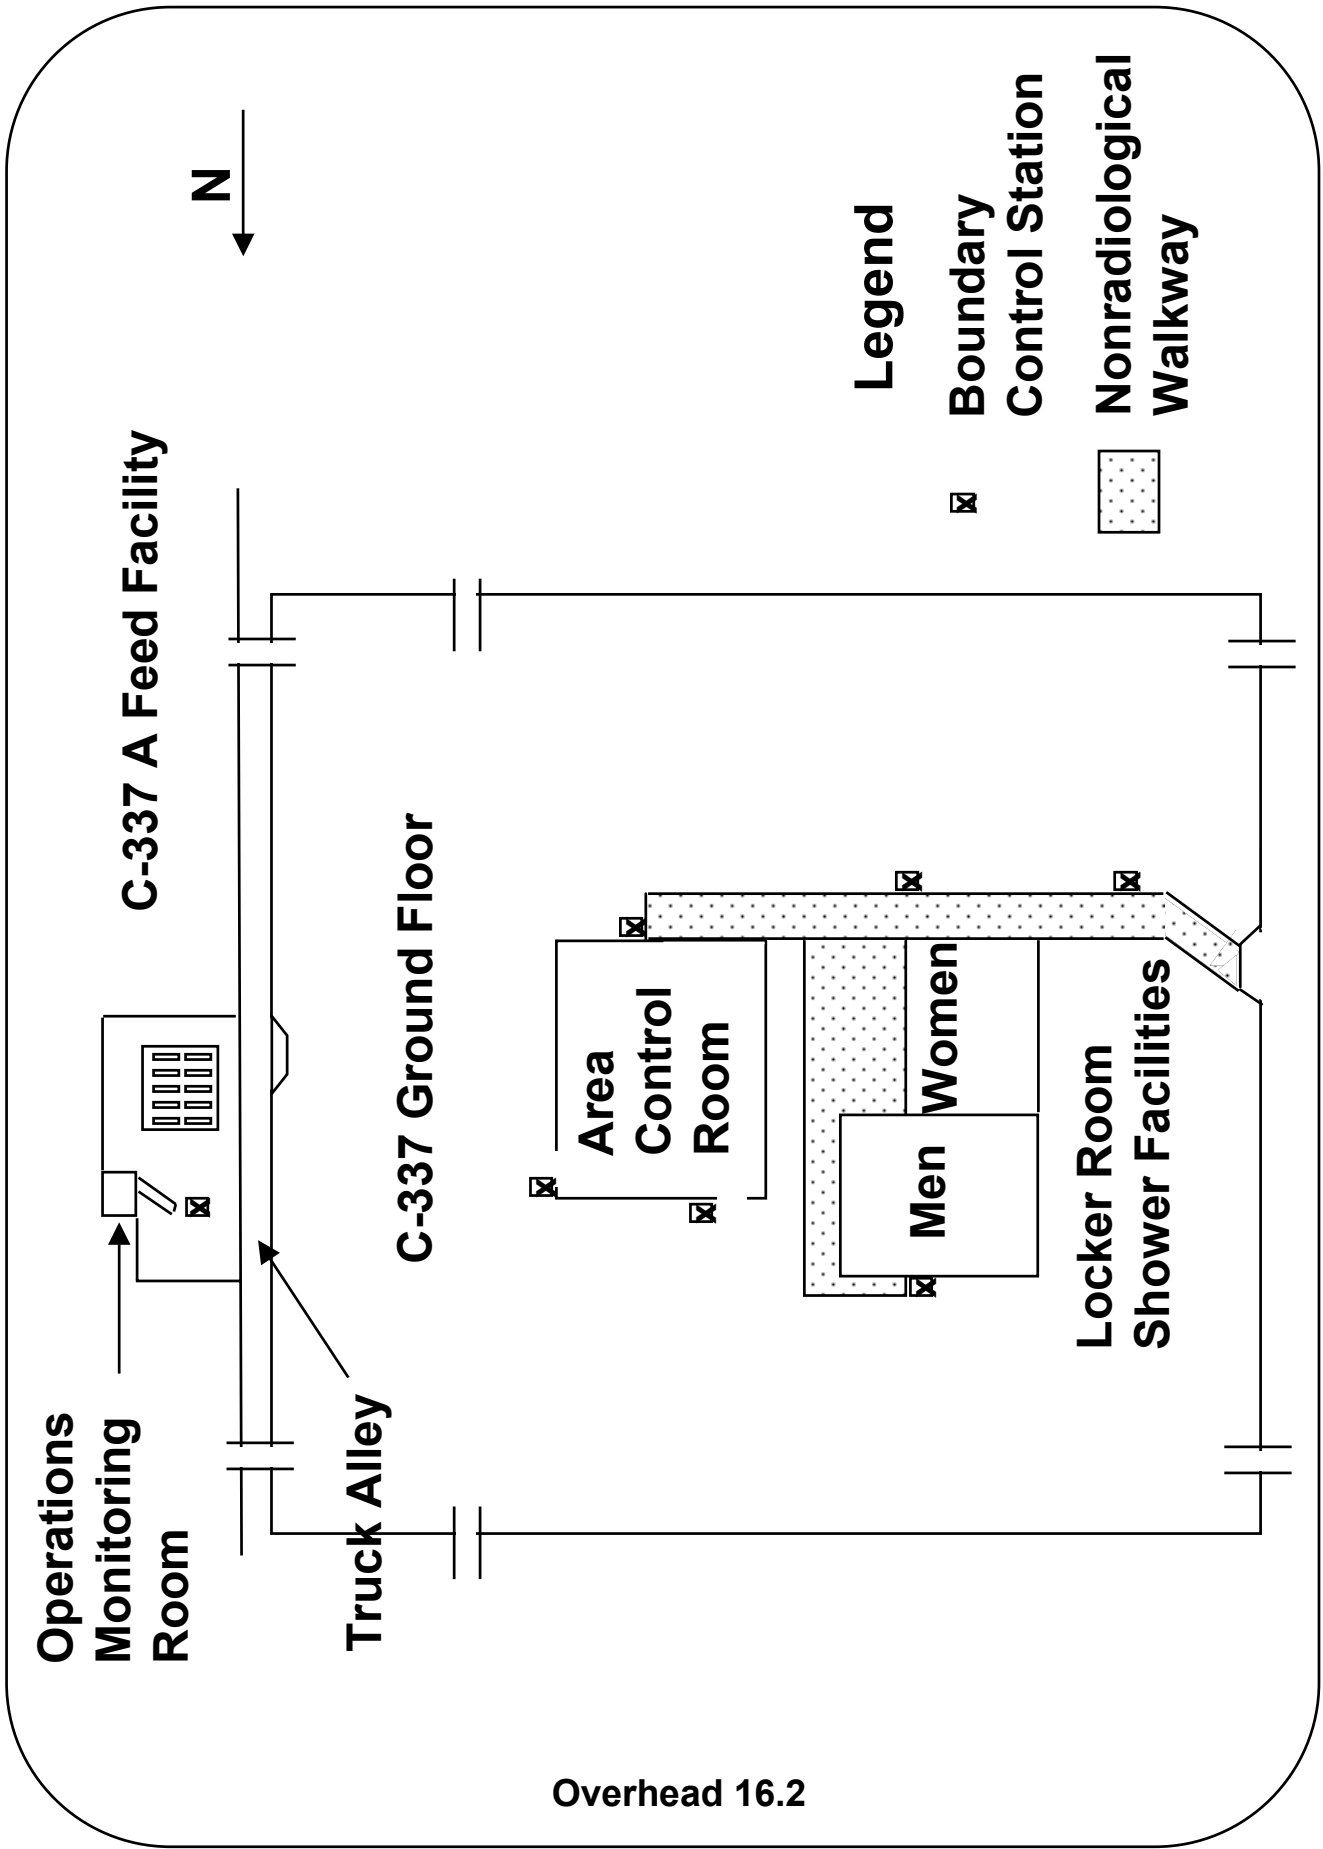 Operations
Monitoring
Room
C-337 A Feed Facility
N
Truck Alley
C-337 Ground Floor
Area
Control
Room
Men
Women
Locker Room
Shower Facilities
Legend
Boundary
Control Station
Nonradiological
Walkway
Overhead 16.2